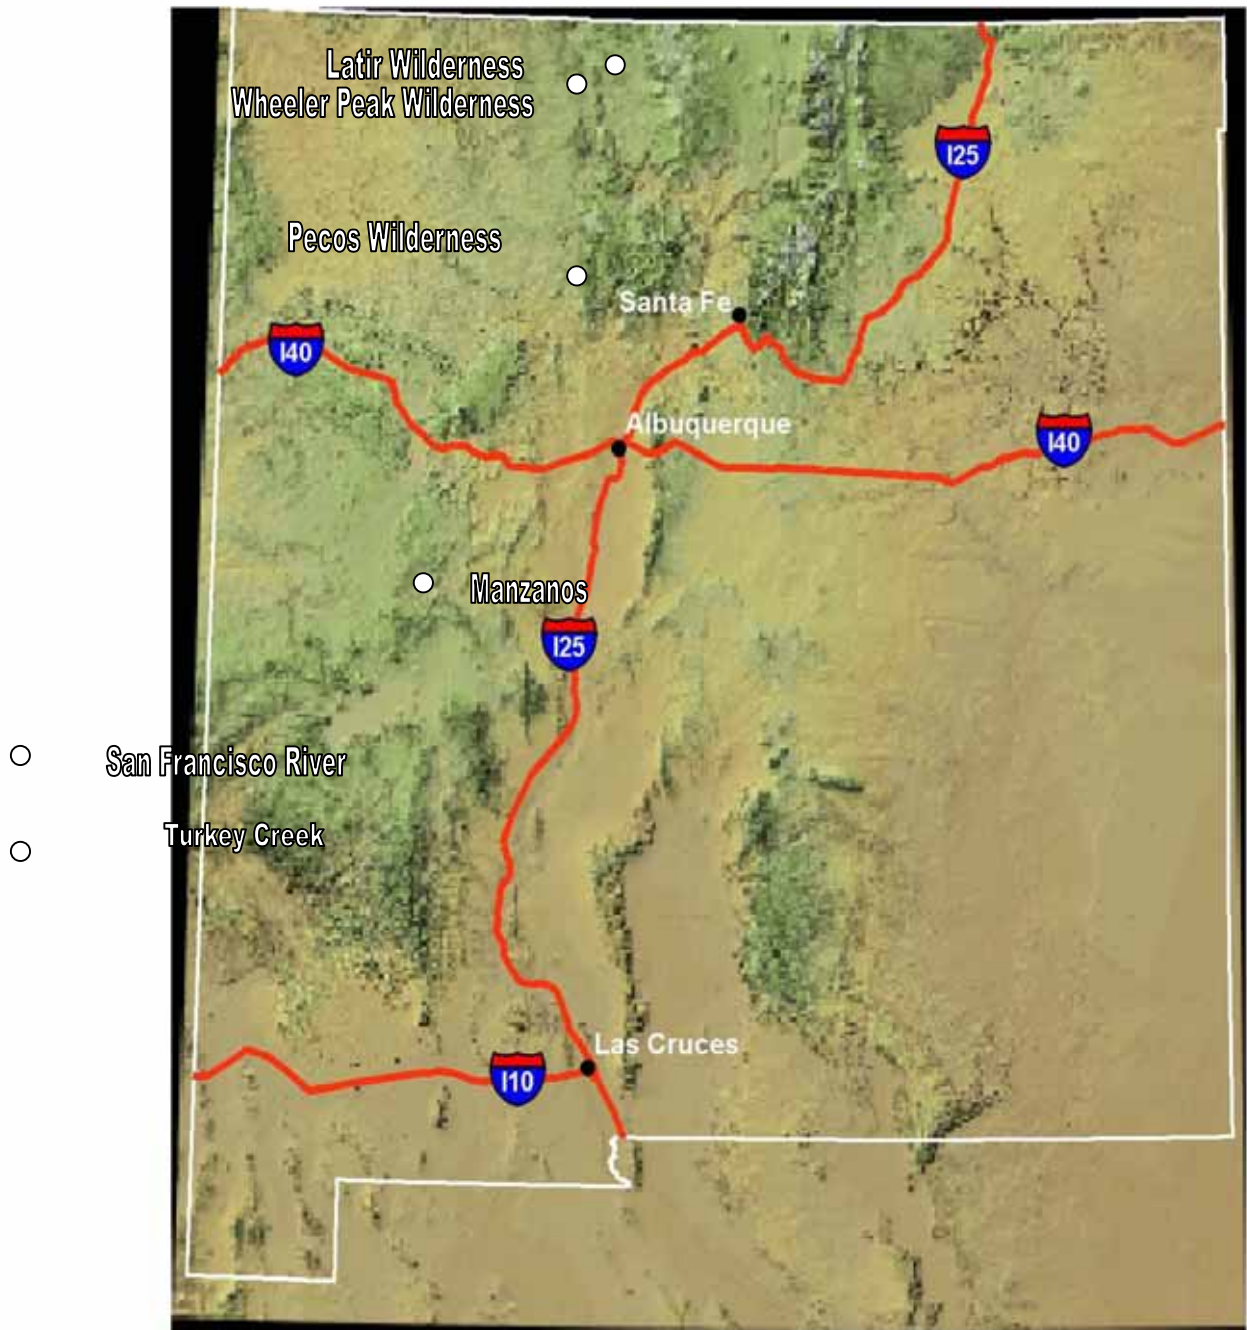 Latir Wilderness
Wheeler Peak Wilderness
I25
Pecos Wilderness
Santa Fe
I40
Albuquerque
I40
Manzanos
I25
San Francisco River
Turkey Creek
Las Cruces
I10